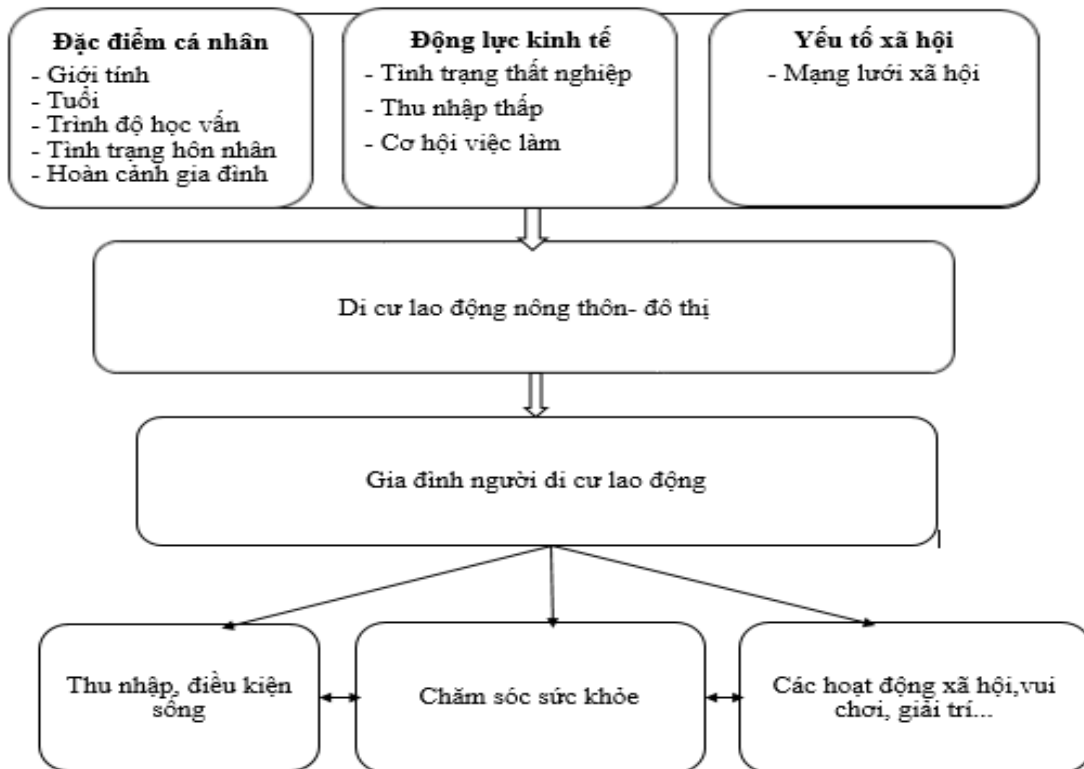 Đặc điểm cá nhân
- Giới tính
- Tuổi
- Trình độ học vấn
- Tình trạng hôn nhân
- Hoàn cảnh gia đình
Động lực kinh tế
- Tình trạng thất nghiệp
- Thu nhập thấp
- Cơ hội việc làm
Yếu tố xã hội
- Mạng lưới xã hội
Di cư lao động nông thôn- đô thị
Gia đình người di cư lao động
Thu nhập, điều kiện
sống
Chăm sóc sức khỏe
Các hoạt động xã hội,vui
chơi, giải trí...